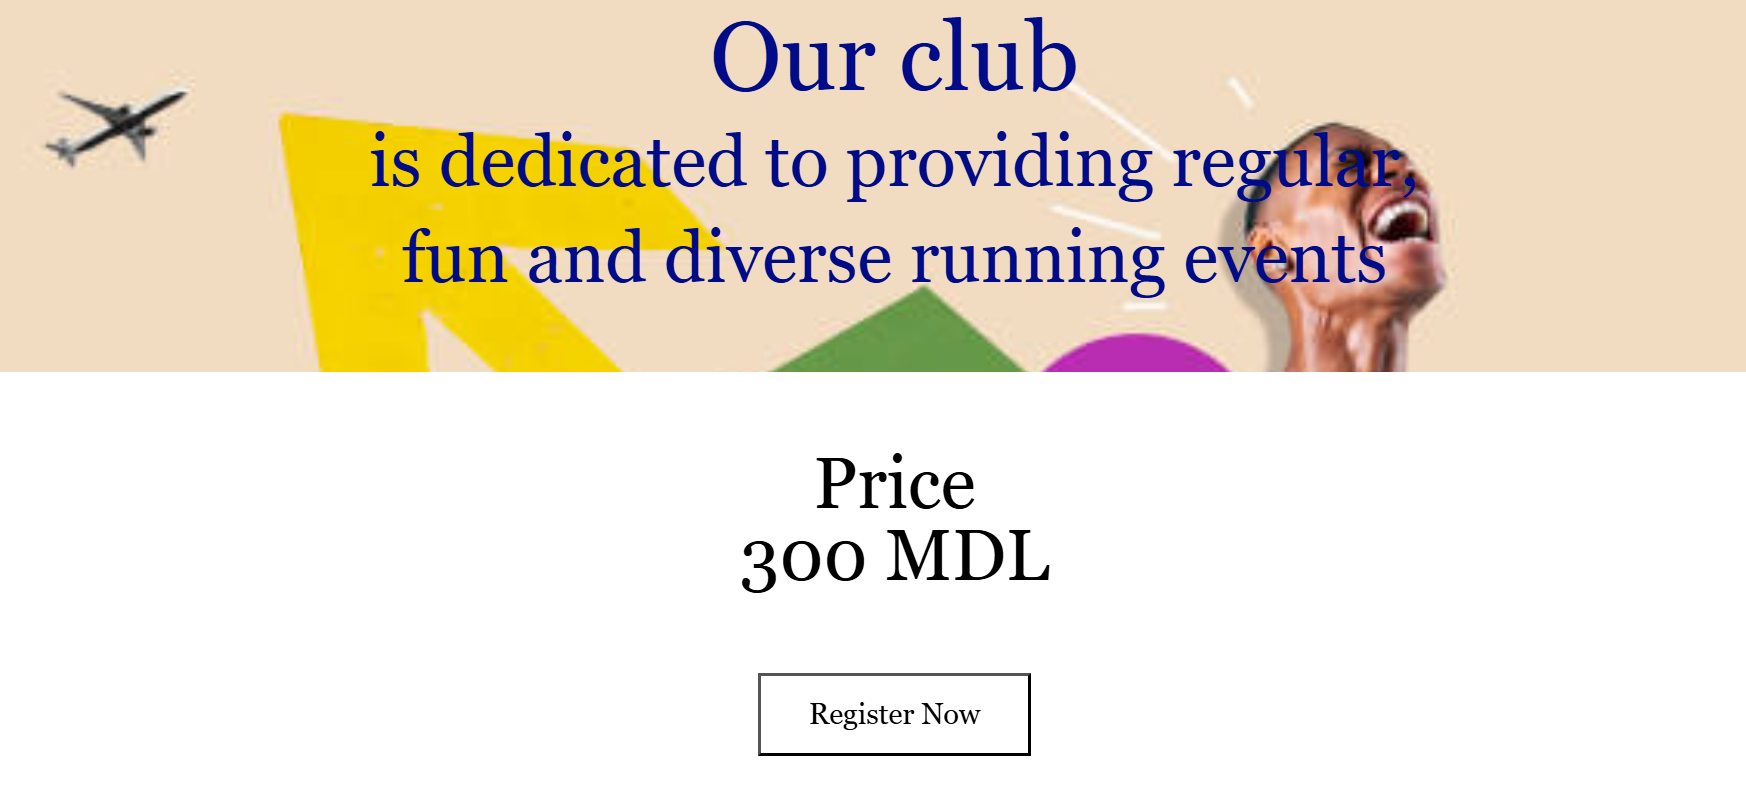 Our club
is dedicated to providing regular,
fun and diverse running events
Price
300 MDL
Register Now